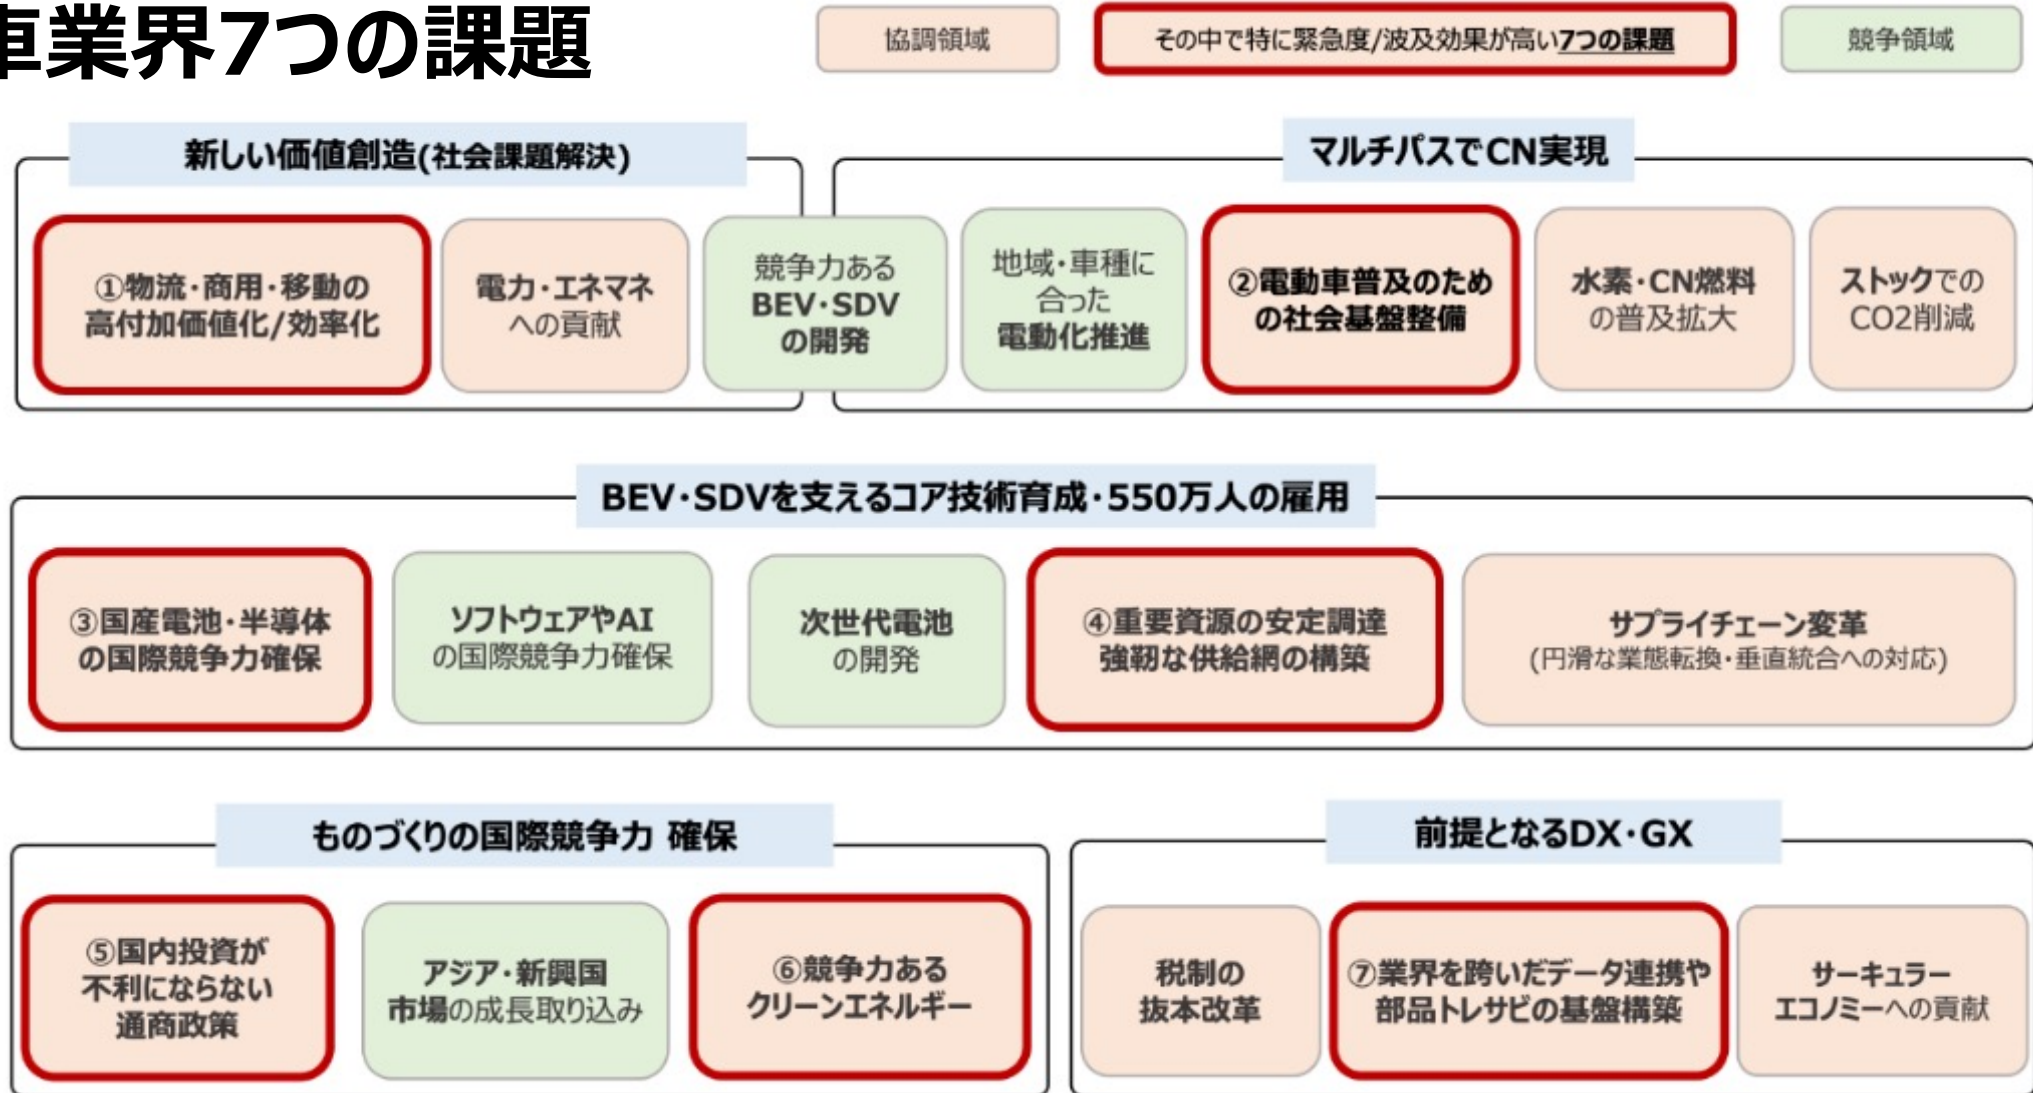 車業界7つの課題
協調領域
その中で特に緊急度/波及効果が高い7つの課題
競争領域
新しい価値創造(社会課題解決)
①物流・商用・移動の
高付加価値化/効率化
電力・エネマネ
への貢献
競争力ある
BEV・SDV
の開発
マルチパスでCN実現
地域・車種に
合った
電動化推進
②電動車普及のため
の社会基盤整備
水素・CN燃料
の普及拡大
ストックでの
CO2削減
BEV・SDVを支えるコア技術育成・550万人の雇用
③国産電池・半導体
の国際競争力確保
ソフトウェアやAI
の国際競争力確保
次世代電池
の開発
④重要資源の安定調達
強靭な供給網の構築
サプライチェーン変革
(円滑な業態転換・垂直統合への対応)
ものづくりの国際競争力 確保
⑤国内投資が
不利にならない
通商政策
アジア・新興国
市場の成長取り込み
⑥競争力ある
クリーンエネルギー
前提となるDX・GX
税制の
抜本改革
⑦業界を跨いだデータ連携や
部品トレサビの基盤構築
サーキュラー
エコノミーへの貢献